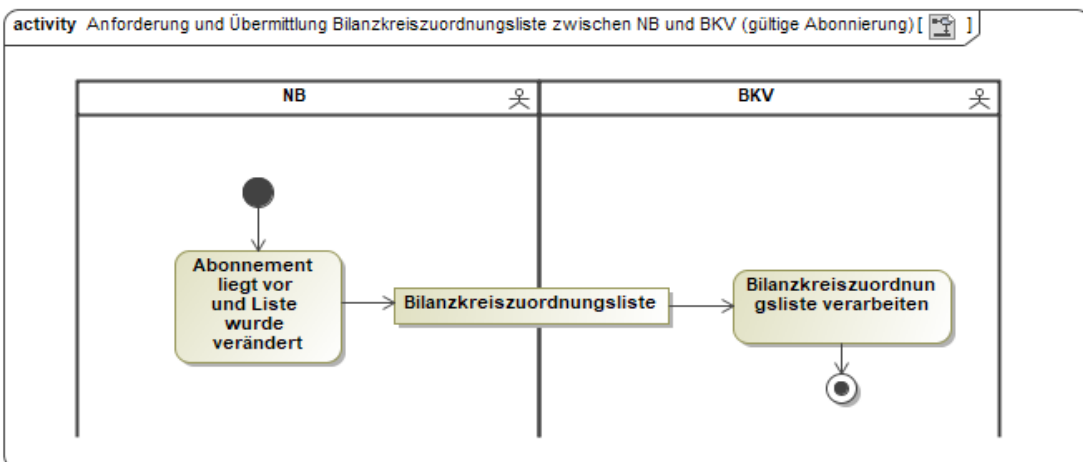 activity Anforderung und Übermittlung Bilanzkreiszuordnungsliste zwischen NB und BKV (gültige Abonnierung) [ ]
NB
BKV
Abonnement
liegt vor
und Liste
wurde
verändert
Bilanzkreiszuordnungsliste
Bilanzkreiszuordnun
gsliste verarbeiten